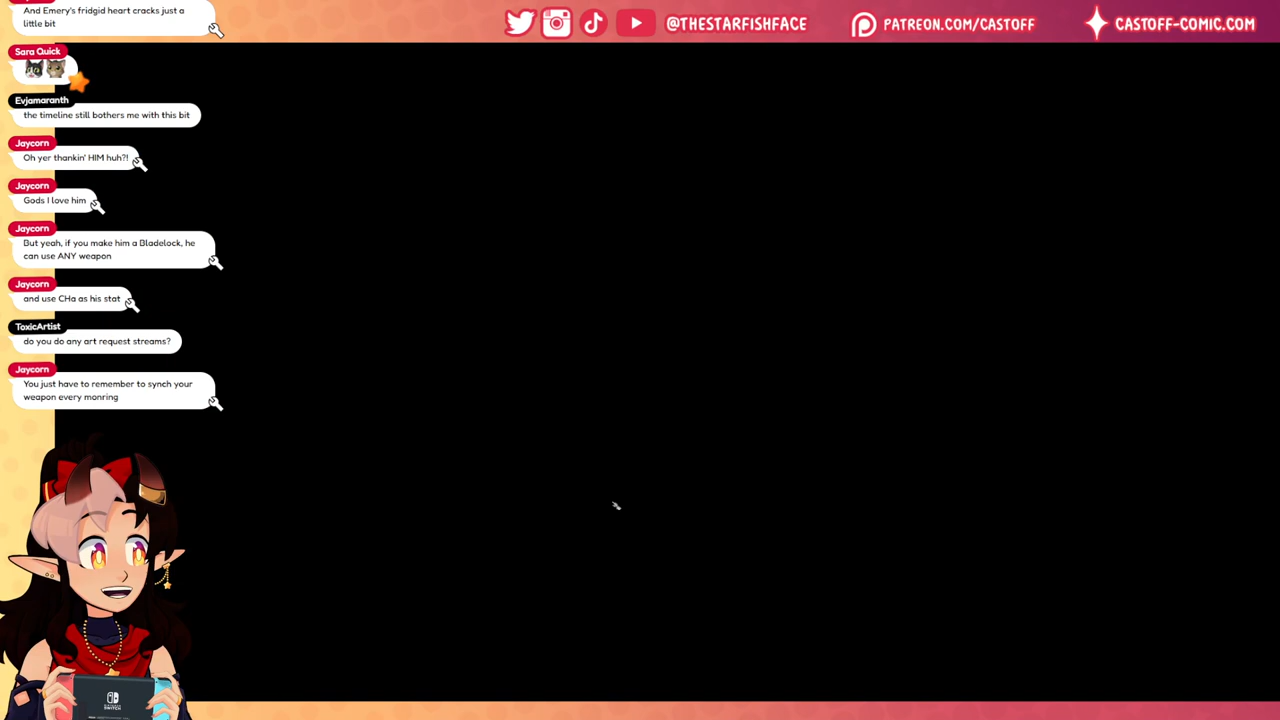 And Emery's fridgid heart cracks just a
little bit
@THESTARFISHFACE
PATREON.COM/CASTOFF
CASTOFF-COMIC.COM
Sara Quick
Evjamaranth
the timeline still bothers me with this bit
Jaycorn
Oh yer thankin' HIM huh?!
Jaycorn
Gods I love him
Jaycorn
But yeah, if you make him a Bladelock, he
can use ANY weapon
Jaycorn
and use CHa as his stat
ToxicArtist
do you do any art request streams?
Jaycorn
You just have to remember to synch your
weapon every monring